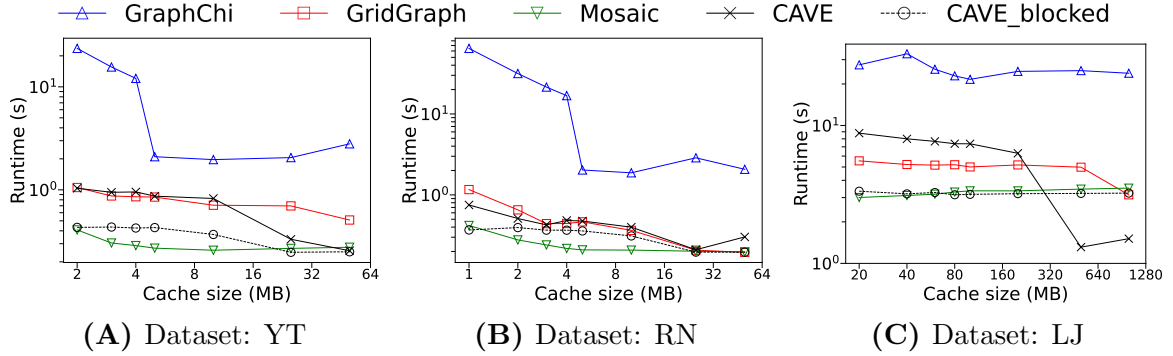 GraphChi GridGraph Mosaic CAVE CAVE_blocked
Runtime (s)
10^1
10^0
2 4 8 16 32 64
Cache size (MB)
(A) Dataset: YT
Runtime (s)
10^1
10^0
1 2 4 8 16 32 64
Cache size (MB)
(B) Dataset: RN
Runtime (s)
10^1
10^0
20 40 80 160 320 640 1280
Cache size (MB)
(C) Dataset: LJ